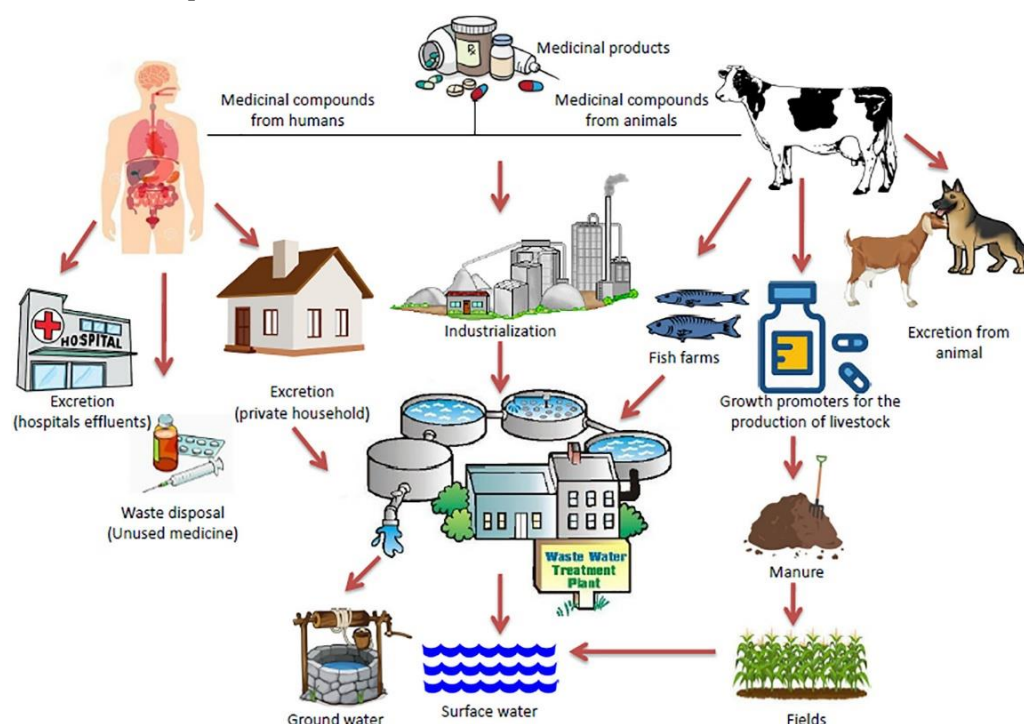 Medicinal products
Medicinal compounds
from humans
Medicinal compounds
from animals
HOSPITAL
Industrialization
Fish farms
Excretion from
animal
Excretion
(hospitals effluents)
Excretion
(private household)
Growth promoters for the
production of livestock
Waste disposal
(Unused medicine)
Waste Water
Treatment
Plant
Manure
Ground water
Surface water
Fields